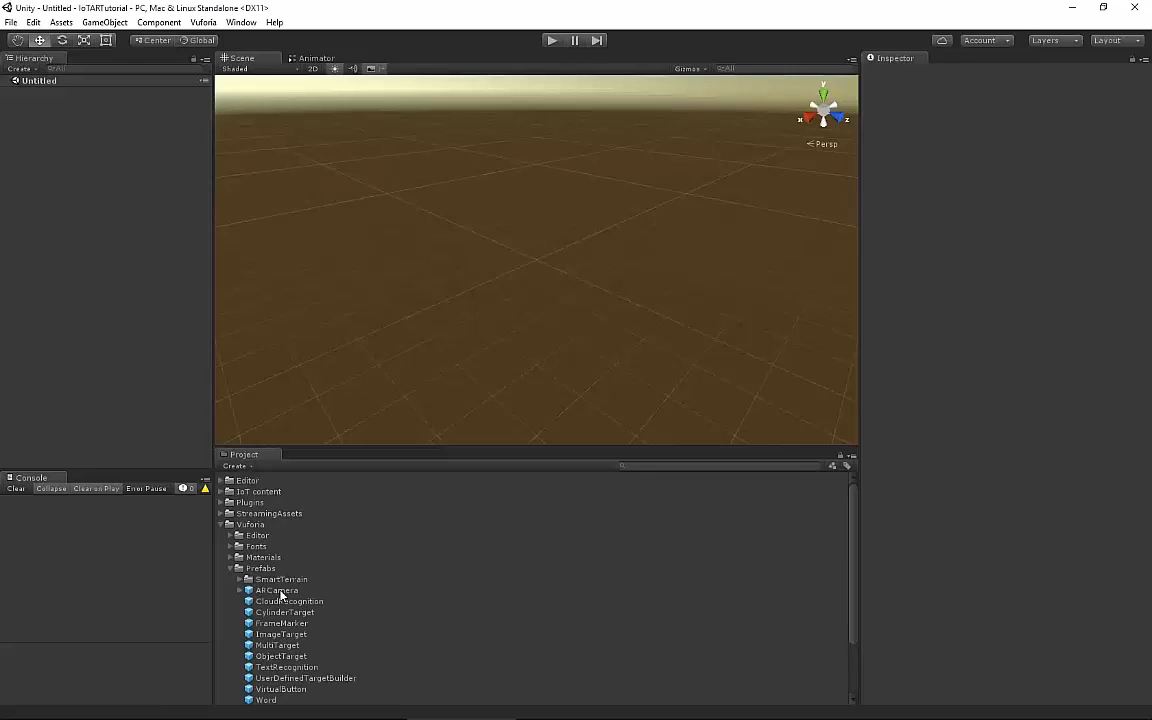 Unity - Untitled - IoTARTutorial - PC, Mac & Linux Standalone <DX11>
File Edit Assets GameObject Component Vuforia Window Help
Center Global Account Layers Layout
Hierarchy Scene Animator Inspector
Create All Shaded 2D Gizmos All
Untitled
y
x z
Persp
Project
Create
Console
Clear Collapse Clear on Play Error Pause 0
Editor
IoT content
Plugins
StreamingAssets
Vuforia
Editor
Fonts
Materials
Prefabs
SmartTerrain
ARCamera
CloudRecognition
CylinderTarget
FrameMarker
ImageTarget
MultiTarget
ObjectTarget
TextRecognition
UserDefinedTargetBuilder
VirtualButton
Word